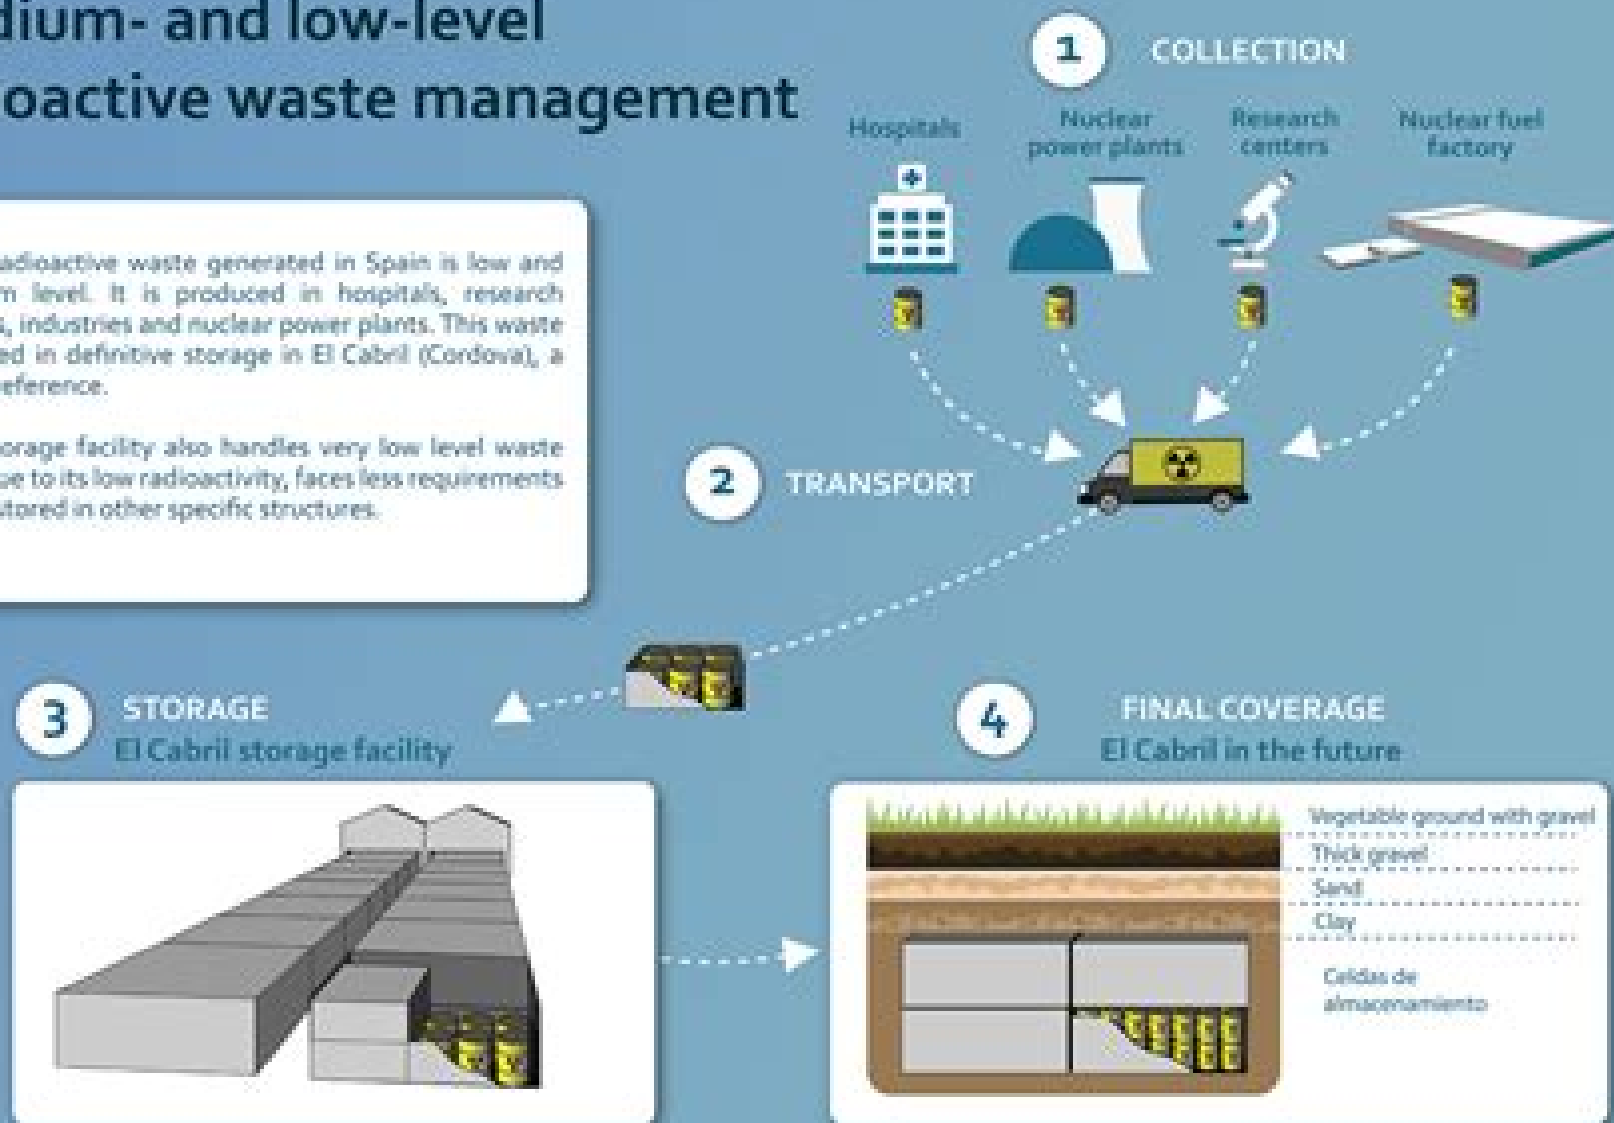 dium- and low-level
oactive waste management
adioactive waste generated in Spain is low and
m level. It is produced in hospitals, research
s, industries and nuclear power plants. This waste
ed in definitive storage in El Cabril (Cordova), a
eference.
torage facility also handles very low level waste
ue to its low radioactivity, faces less requirements
stored in other specific structures.
1 COLLECTION
Hospitals
Nuclear
power plants
Research
centers
Nuclear fuel
factory
2 TRANSPORT
3 STORAGE
El Cabril storage facility
4 FINAL COVERAGE
El Cabril in the future
Vegetable ground with gravel
Thick gravel
Sand
Clay
Celdas de
almacenamiento